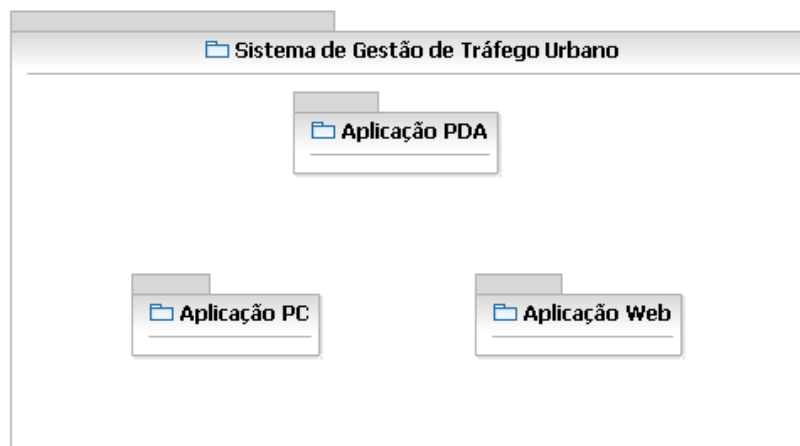 Sistema de Gestão de Tráfego Urbano
Aplicação PDA
Aplicação PC
Aplicação Web